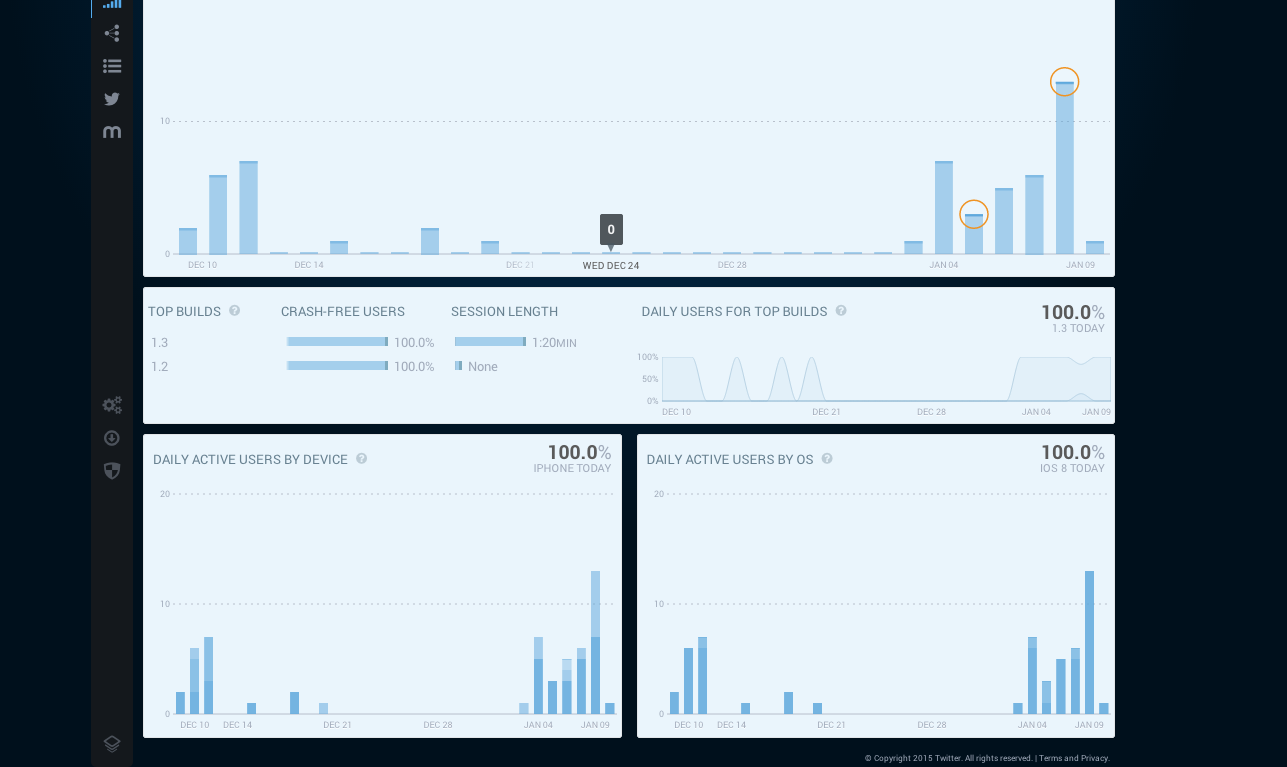 10
0
0
DEC 10
DEC 14
DEC 21
WED DEC 24
DEC 28
JAN 04
JAN 09
TOP BUILDS ?
CRASH-FREE USERS
SESSION LENGTH
1.3
100.0%
1:20MIN
1.2
100.0%
None
DAILY USERS FOR TOP BUILDS ?
100.0%
1.3 TODAY
100%
50%
0%
DEC 10
DEC 21
DEC 28
JAN 04
JAN 09
DAILY ACTIVE USERS BY DEVICE ?
100.0%
IPHONE TODAY
20
10
0
DEC 10
DEC 14
DEC 21
DEC 28
JAN 04
JAN 09
DAILY ACTIVE USERS BY OS ?
100.0%
IOS 8 TODAY
20
10
0
DEC 10
DEC 14
DEC 21
DEC 28
JAN 04
JAN 09
© Copyright 2015 Twitter. All rights reserved. | Terms and Privacy.